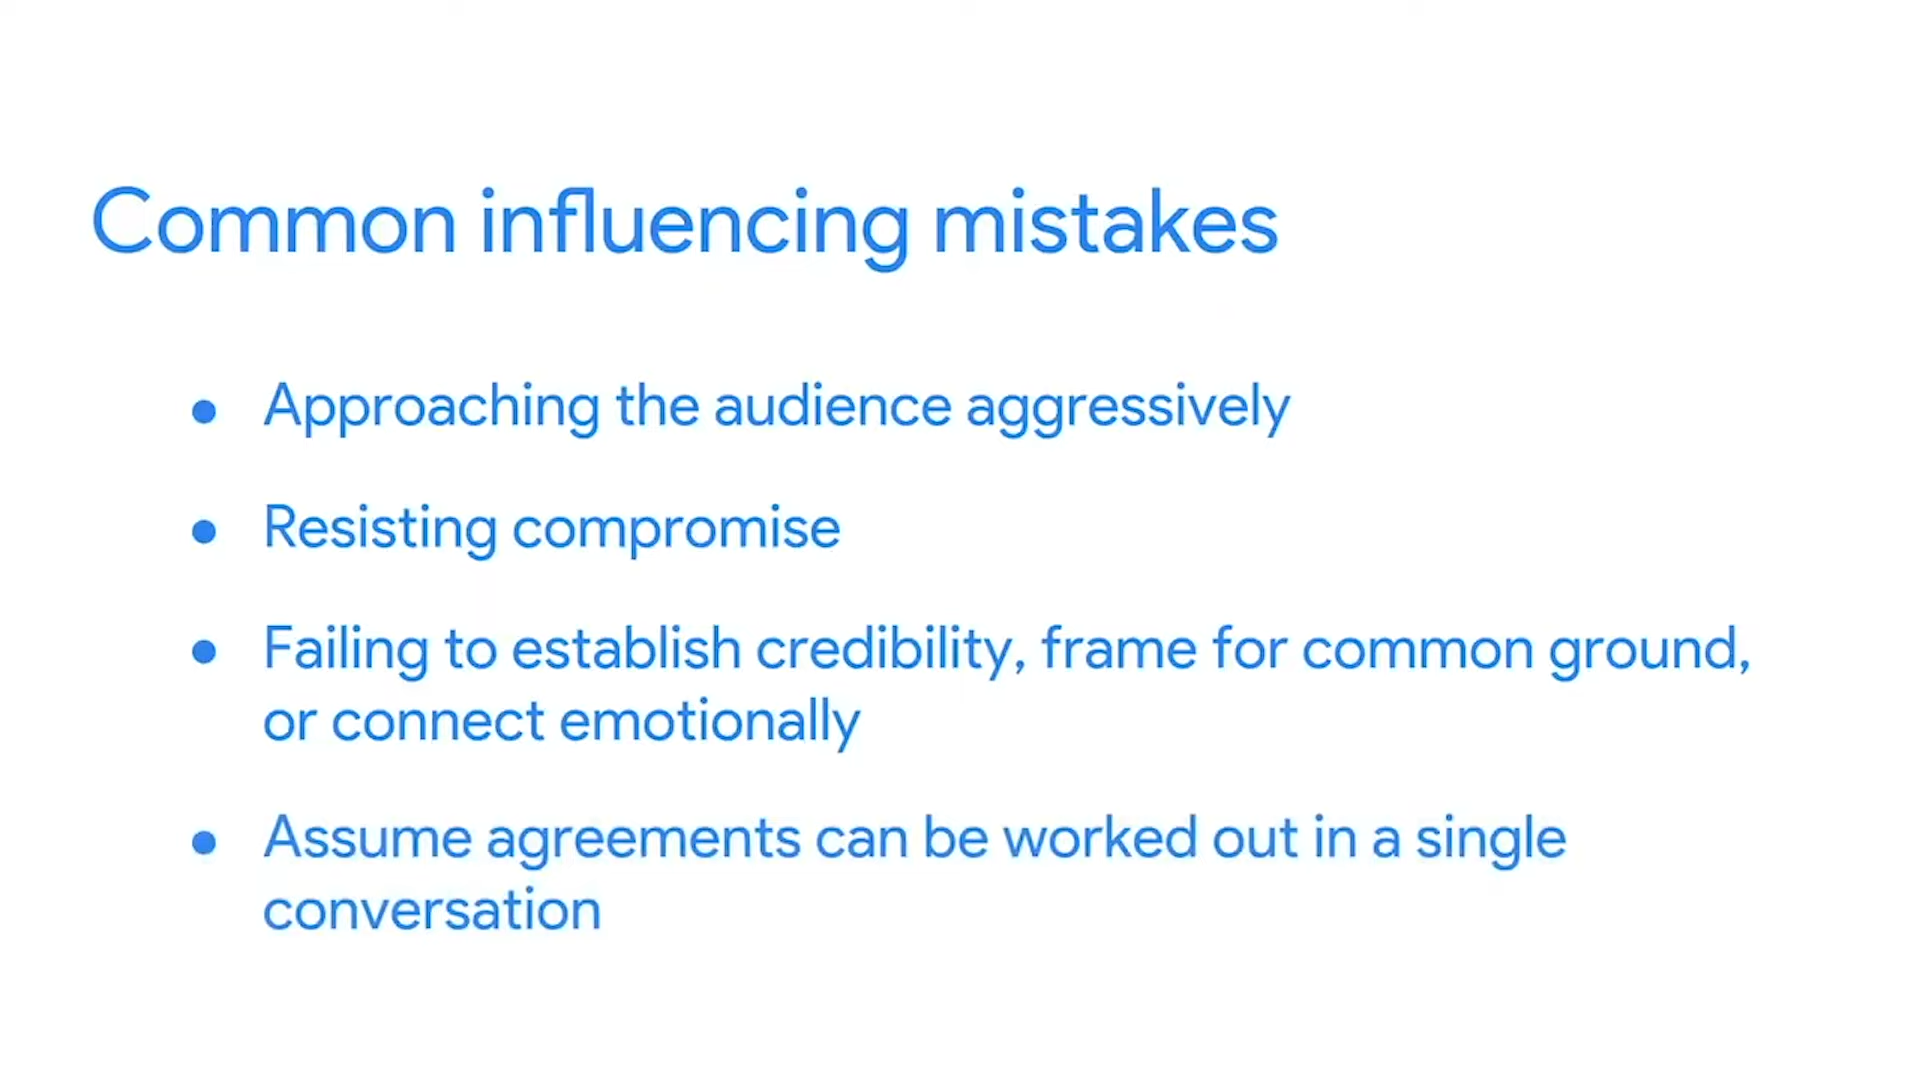 Common influencing mistakes
● Approaching the audience aggressively
● Resisting compromise
● Failing to establish credibility, frame for common ground,
or connect emotionally
● Assume agreements can be worked out in a single
conversation